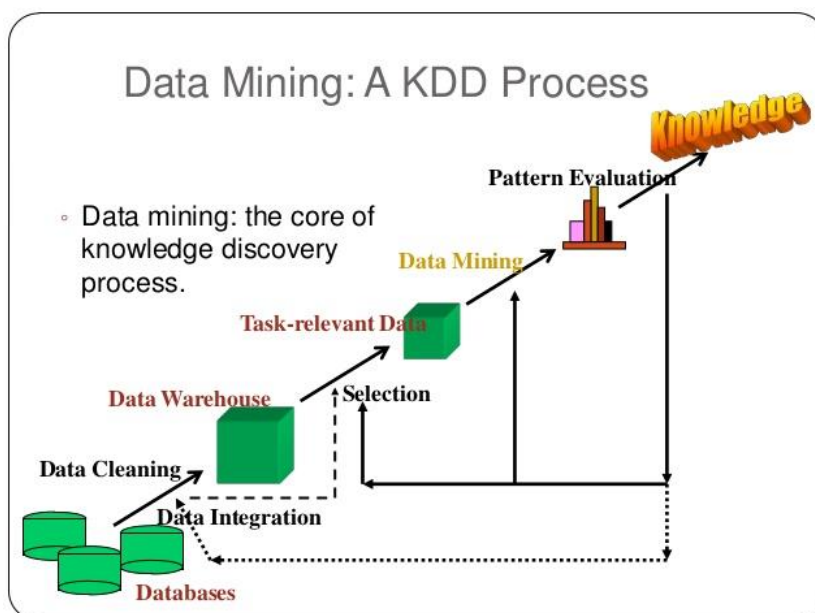 Data Mining: A KDD Process
Knowledge
Pattern Evaluation
◦ Data mining: the core of
knowledge discovery
process.
Data Mining
Task-relevant Data
Data Warehouse
Selection
Data Cleaning
Data Integration
Databases